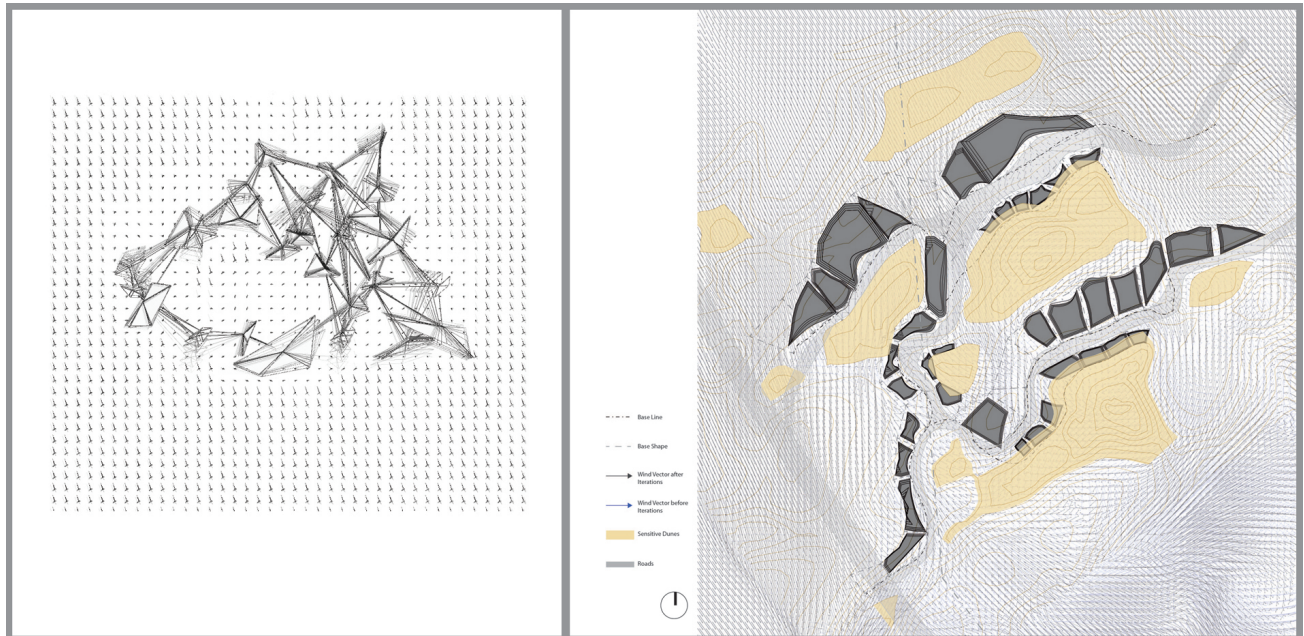 Base Line
Base Shape
Wind Vector after
Iterations
Wind Vector before
Iterations
Sensitive Dunes
Roads